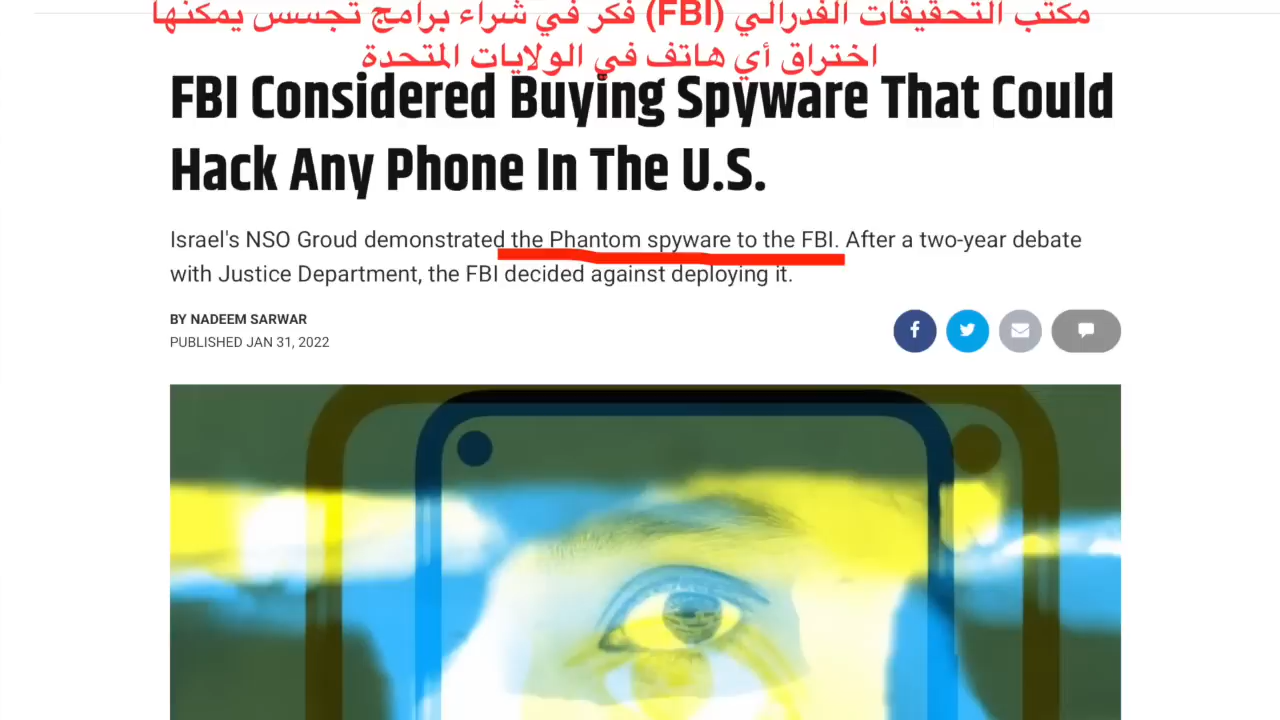 مكتب التحقيقات الفدرالي (FBI) فكر في شراء برامج تجسس يمكنها
اختراق أي هاتف في الولايات المتحدة
FBI Considered Buying Spyware That Could
Hack Any Phone In The U.S.
Israel's NSO Groud demonstrated the Phantom spyware to the FBI. After a two-year debate
with Justice Department, the FBI decided against deploying it.
BY NADEEM SARWAR
PUBLISHED JAN 31, 2022